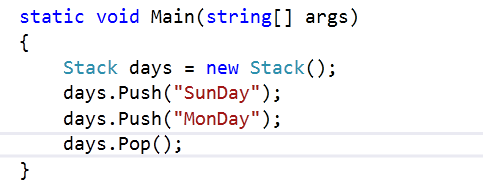 static void Main(string[] args)
{
Stack days = new Stack();
days.Push("SunDay");
days.Push("MonDay");
days.Pop();
}